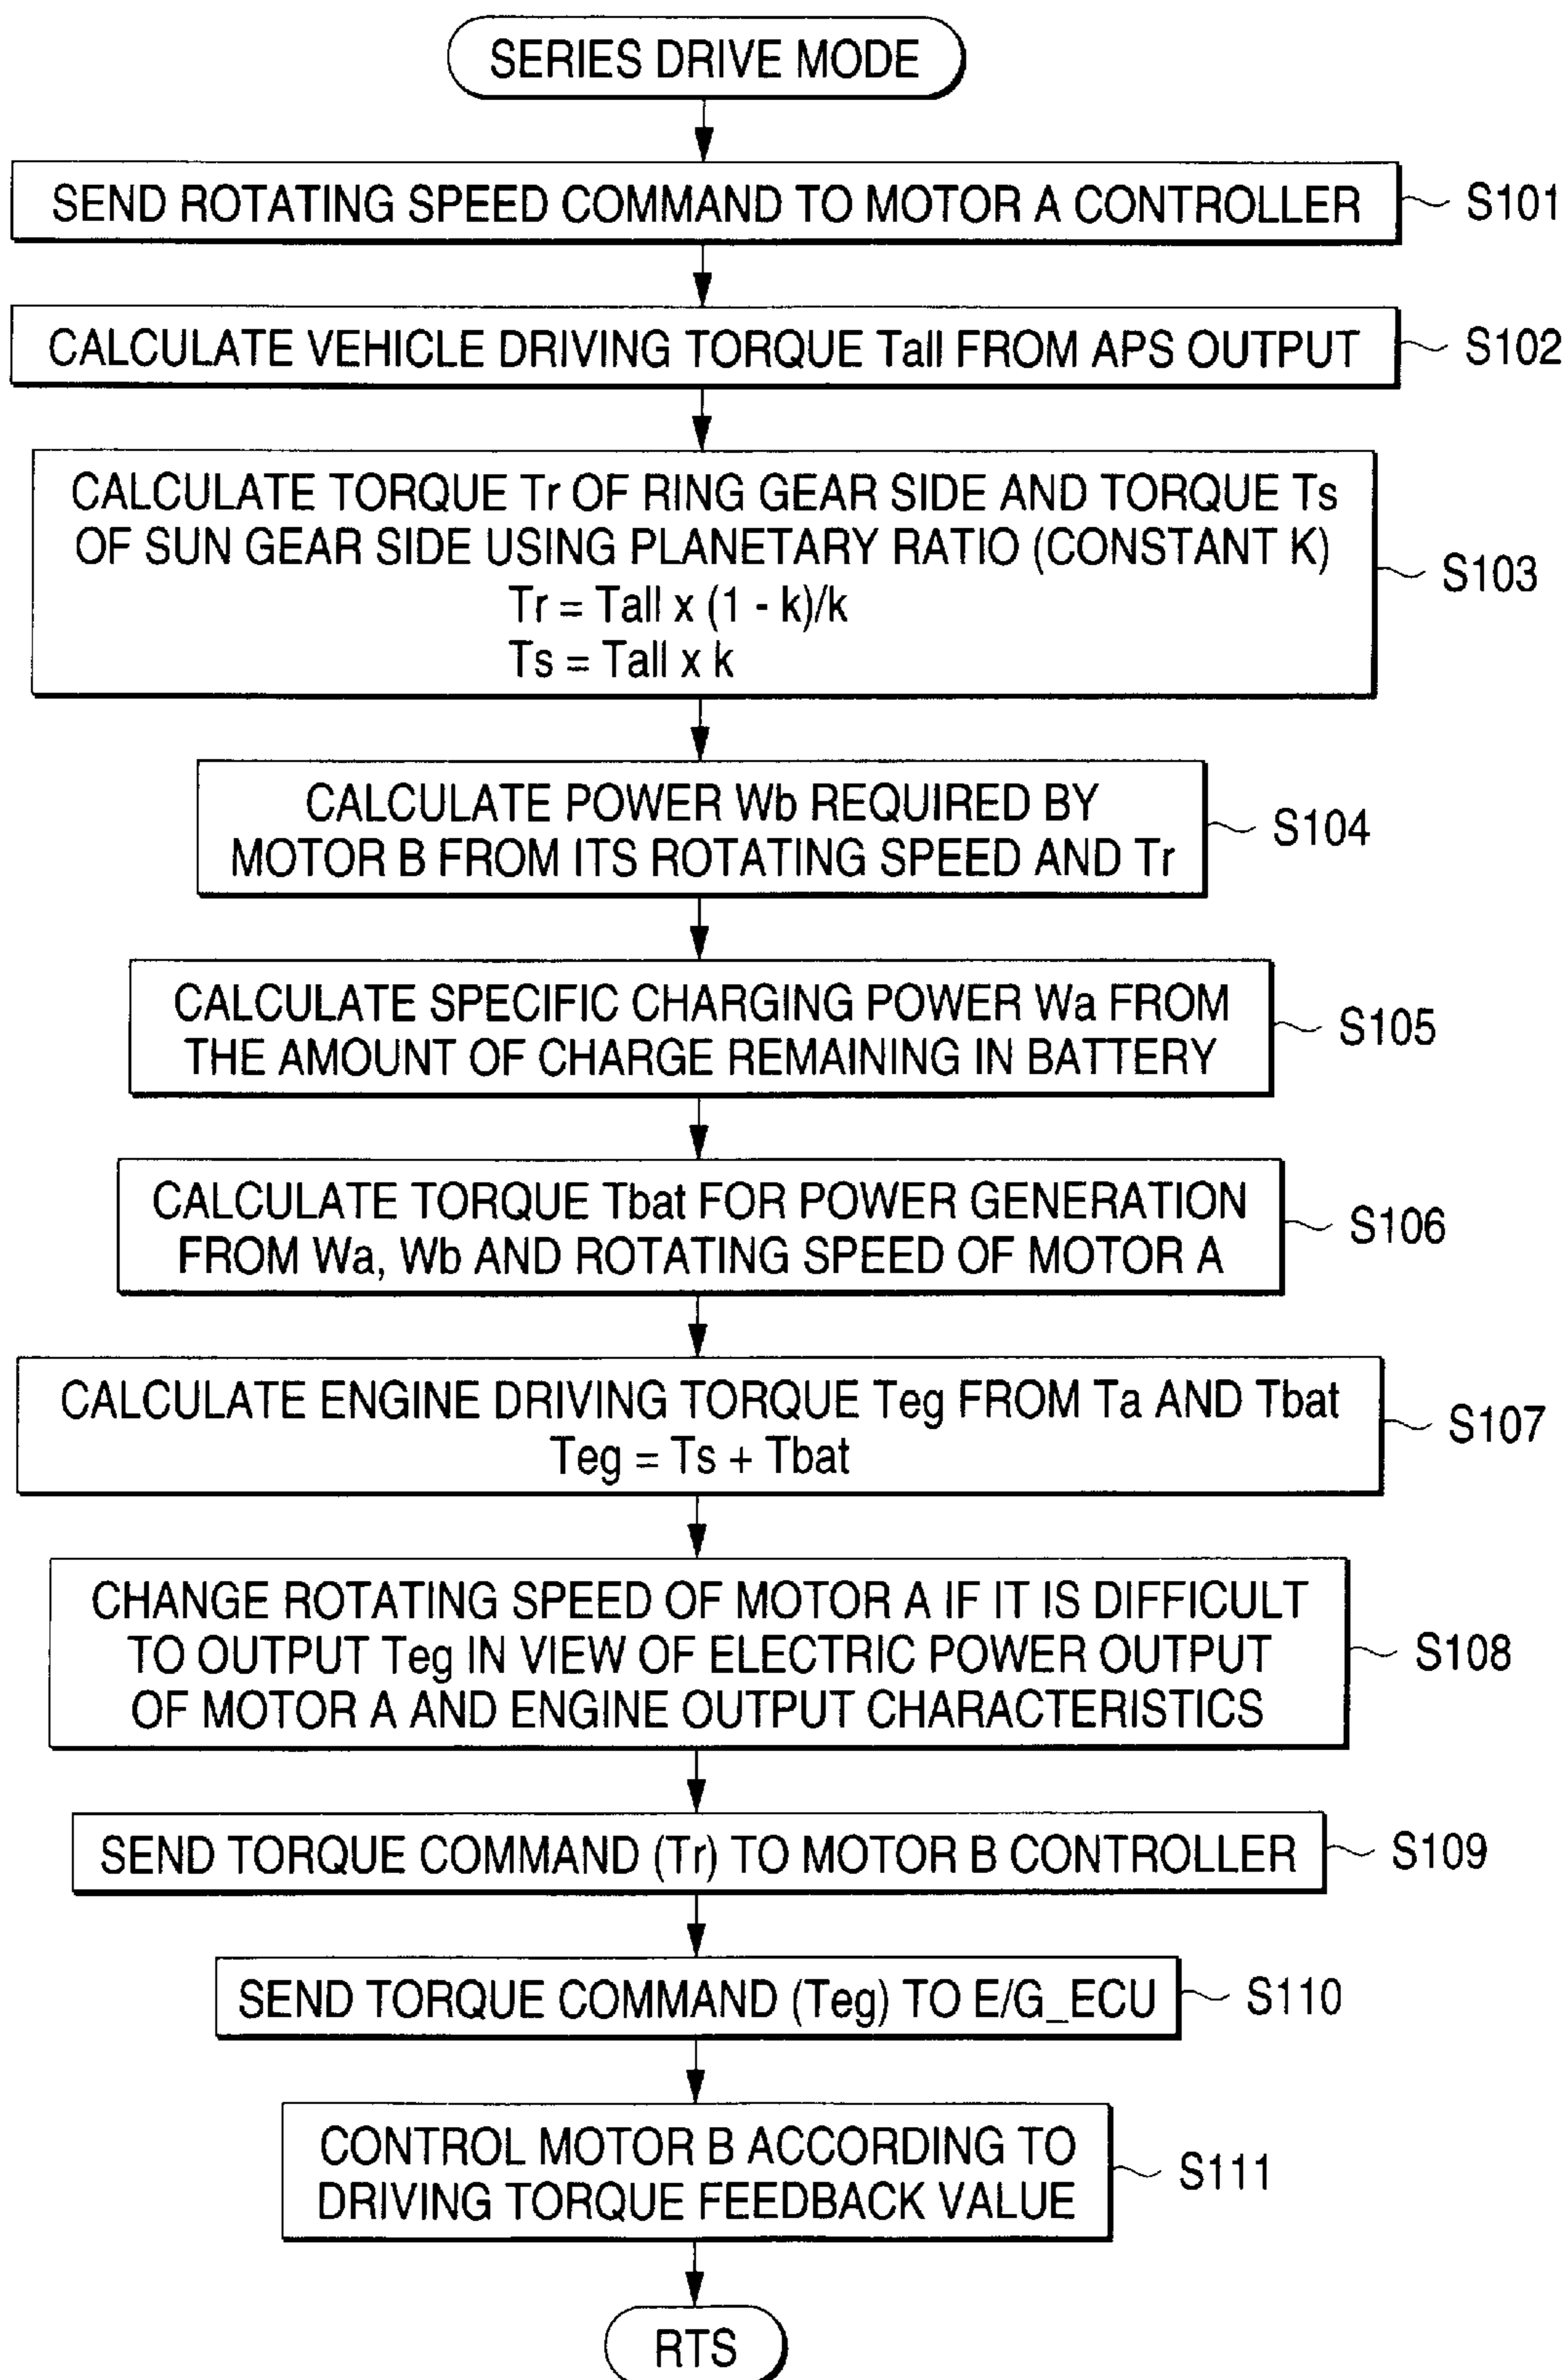 SERIES DRIVE MODE
SEND ROTATING SPEED COMMAND TO MOTOR A CONTROLLER
S101
CALCULATE VEHICLE DRIVING TORQUE Tall FROM APS OUTPUT
S102
CALCULATE TORQUE Tr OF RING GEAR SIDE AND TORQUE Ts
OF SUN GEAR SIDE USING PLANETARY RATIO (CONSTANT K)
Tr = Tall x (1 - k)/k
Ts = Tall x k
S103
CALCULATE POWER Wb REQUIRED BY
MOTOR B FROM ITS ROTATING SPEED AND Tr
S104
CALCULATE SPECIFIC CHARGING POWER Wa FROM
THE AMOUNT OF CHARGE REMAINING IN BATTERY
S105
CALCULATE TORQUE Tbat FOR POWER GENERATION
FROM Wa, Wb AND ROTATING SPEED OF MOTOR A
S106
CALCULATE ENGINE DRIVING TORQUE Teg FROM Ta AND Tbat
Teg = Ts + Tbat
S107
CHANGE ROTATING SPEED OF MOTOR A IF IT IS DIFFICULT
TO OUTPUT Teg IN VIEW OF ELECTRIC POWER OUTPUT
OF MOTOR A AND ENGINE OUTPUT CHARACTERISTICS
S108
SEND TORQUE COMMAND (Tr) TO MOTOR B CONTROLLER
S109
SEND TORQUE COMMAND (Teg) TO E/G_ECU
S110
CONTROL MOTOR B ACCORDING TO
DRIVING TORQUE FEEDBACK VALUE
S111
RTS